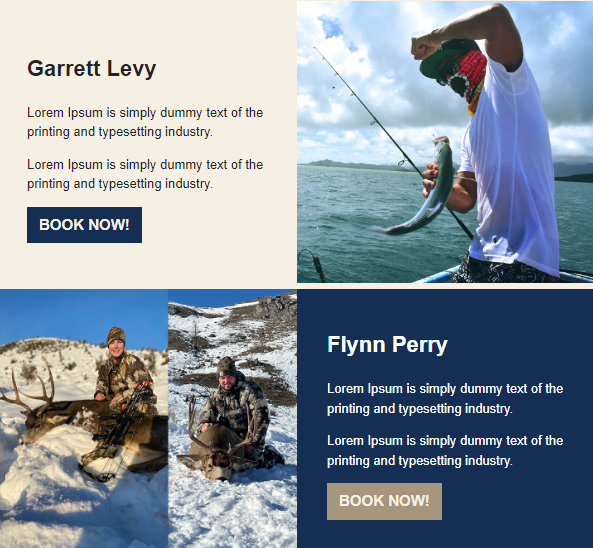 Garrett Levy
Lorem Ipsum is simply dummy text of the
printing and typesetting industry.
Lorem Ipsum is simply dummy text of the
printing and typesetting industry.
BOOK NOW!
Flynn Perry
Lorem Ipsum is simply dummy text of the
printing and typesetting industry.
Lorem Ipsum is simply dummy text of the
printing and typesetting industry.
BOOK NOW!